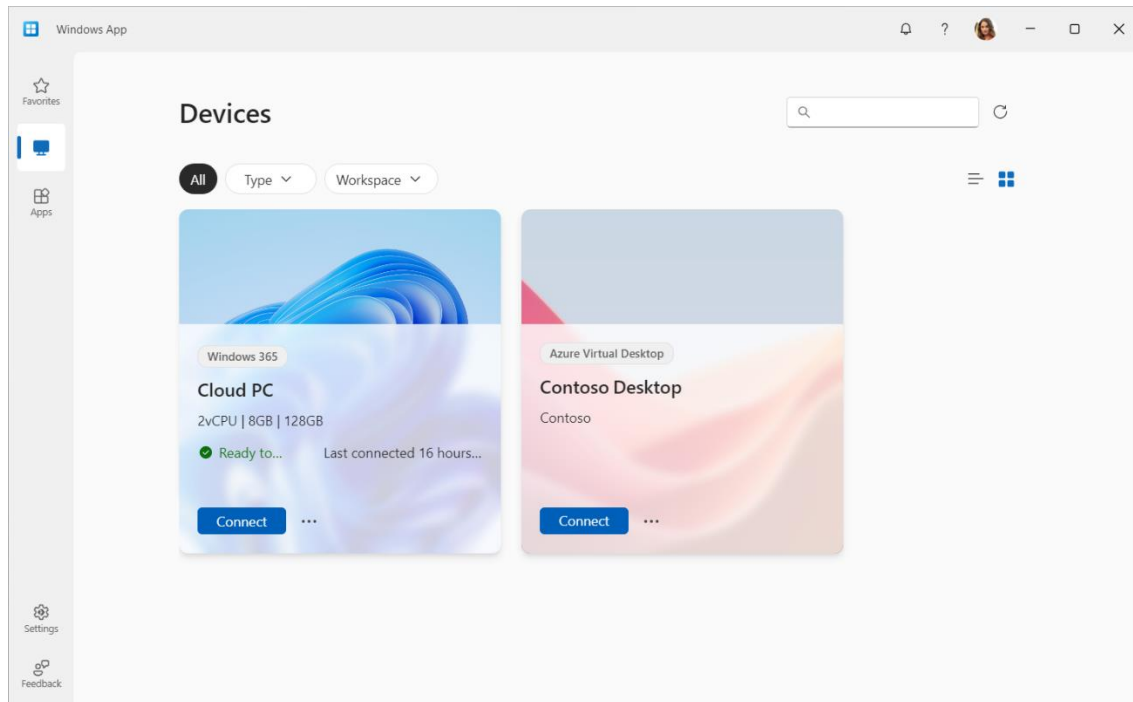 Windows App
?
Favorites
Apps
Settings
Feedback
Devices
All
Type
Workspace
Windows 365
Cloud PC
2vCPU | 8GB | 128GB
Ready to... Last connected 16 hours...
Connect ...
Azure Virtual Desktop
Contoso Desktop
Contoso
Connect ...